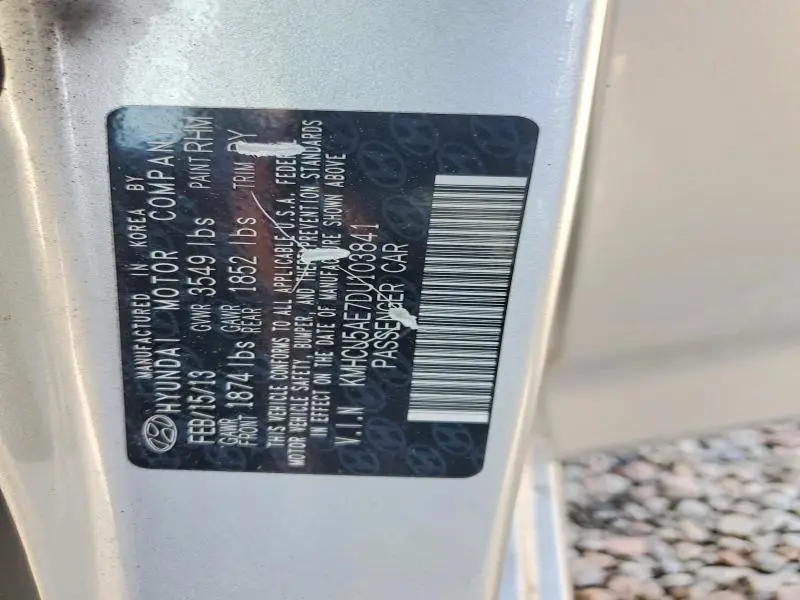 MANUFACTURED IN KOREA BY
HYUNDAI MOTOR COMPANY
FEB/15/13 GVWR 3549 lbs PAINT RHM
GAWR FRONT 1874 lbs GAWR REAR 1852 lbs TRIM RY
THIS VEHICLE CONFORMS TO ALL APPLICABLE U.S.A. FEDERAL
MOTOR VEHICLE SAFETY, BUMPER, AND THEFT PREVENTION STANDARDS
IN EFFECT ON THE DATE OF MANUFACTURE SHOWN ABOVE
V.I.N KMHCU5AE7DU103841
PASSENGER CAR